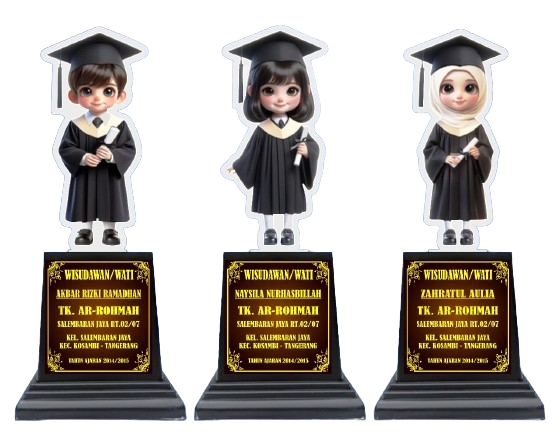 WISUDAWAN/WATI
AKBAR RIZKI RAMADHAN
TK. AR-ROHMAH
SALEMBARAN JAYA RT.02/07
KEL. SALEMBARAN JAYA
KEC. KOSAMBI - TANGERANG
TAHUN AJARAN 2014/2015
WISUDAWAN/WATI
NAYSILA NURHASBILLAH
TK. AR-ROHMAH
SALEMBARAN JAYA RT.02/07
KEL. SALEMBARAN JAYA
KEC. KOSAMBI - TANGERANG
TAHUN AJARAN 2014/2015
WISUDAWAN/WATI
ZAHRATUL AULIA
TK. AR-ROHMAH
SALEMBARAN JAYA RT.02/07
KEL. SALEMBARAN JAYA
KEC. KOSAMBI - TANGERANG
TAHUN AJARAN 2014/2015